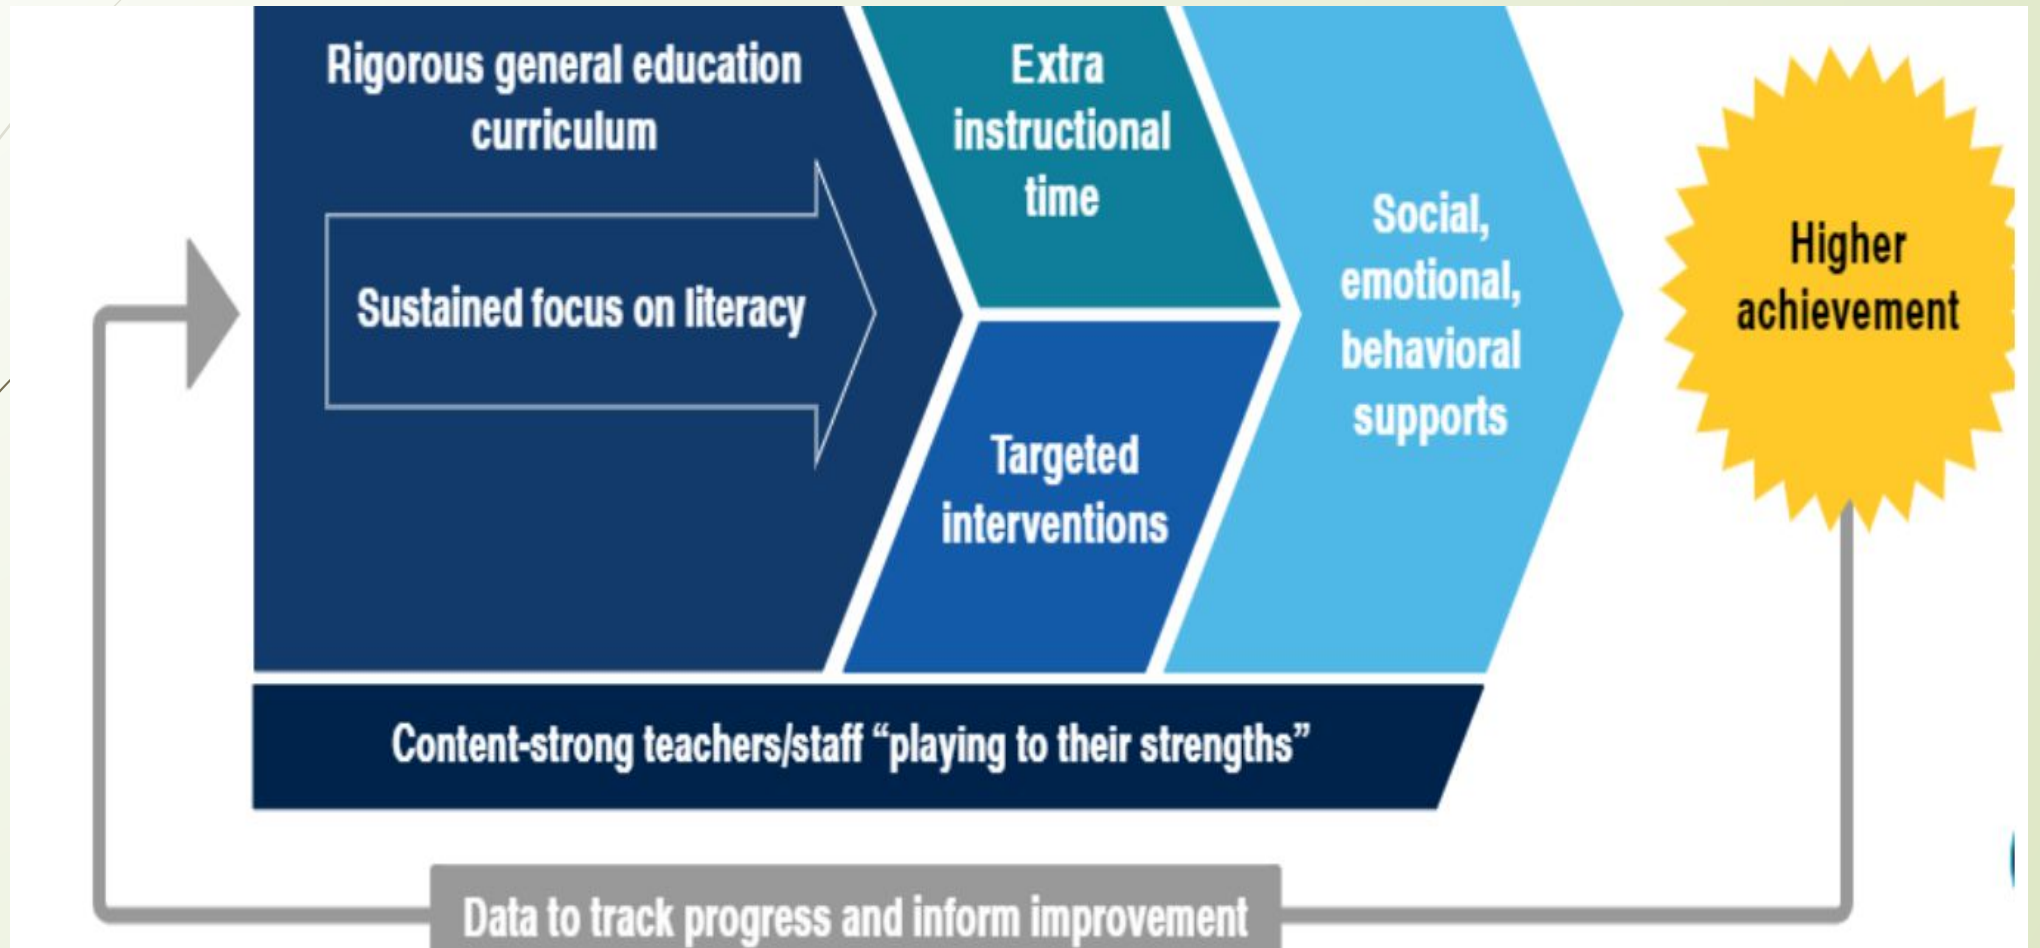 Rigorous general education
curriculum
Sustained focus on literacy
Extra
instructional
time
Targeted
interventions
Social,
emotional,
behavioral
supports
Higher
achievement
Content-strong teachers/staff “playing to their strengths”
Data to track progress and inform improvement